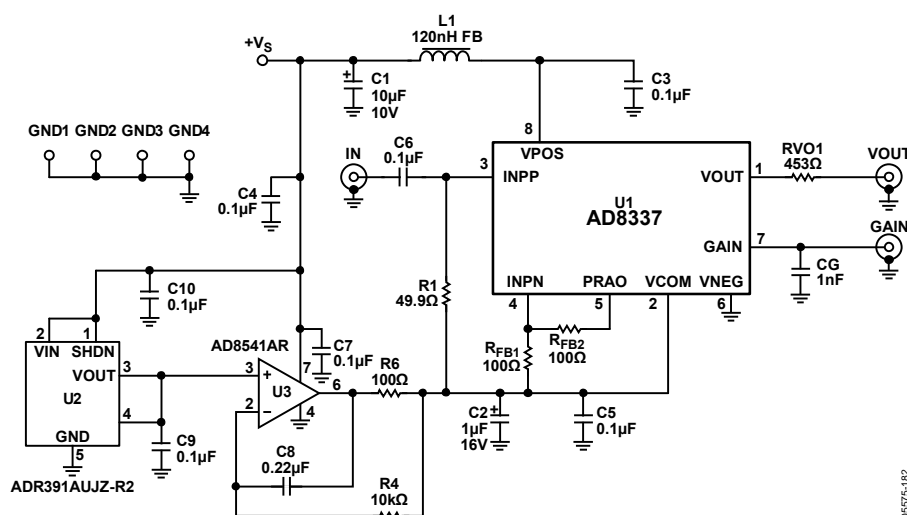 L1
120nH FB
+VS
C1
10µF
10V
C3
0.1µF
GND1 GND2 GND3 GND4
8
VPOS
IN
C6
0.1µF
3
INPP
VOUT
1
RVO1
453Ω
VOUT
C4
0.1µF
U1
AD8337
GAIN
7
GAIN
CG
1nF
C10
0.1µF
R1
49.9Ω
INPN PRAO VCOM VNEG
4 5 2 6
2 1
VIN SHDN
VOUT
3
U2
4
GND
5
ADR391AUJZ-R2
C9
0.1µF
AD8541AR
C7
0.1µF
7
3
+
U3
6
2
–
4
R6
100Ω
RFB1
100Ω
RFB2
100Ω
C2
1µF
16V
+
C5
0.1µF
C8
0.22µF
R4
10kΩ
05575-182